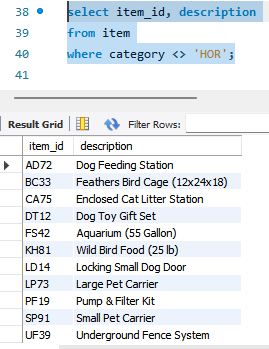 38 select item_id, description
39 from item
40 where category <> 'HOR';
41
Result Grid Filter Rows:
item_id description
AD72 Dog Feeding Station
BC33 Feathers Bird Cage (12x24x18)
CA75 Enclosed Cat Litter Station
DT12 Dog Toy Gift Set
FS42 Aquarium (55 Gallon)
KH81 Wild Bird Food (25 lb)
LD14 Locking Small Dog Door
LP73 Large Pet Carrier
PF19 Pump & Filter Kit
SP91 Small Pet Carrier
UF39 Underground Fence System